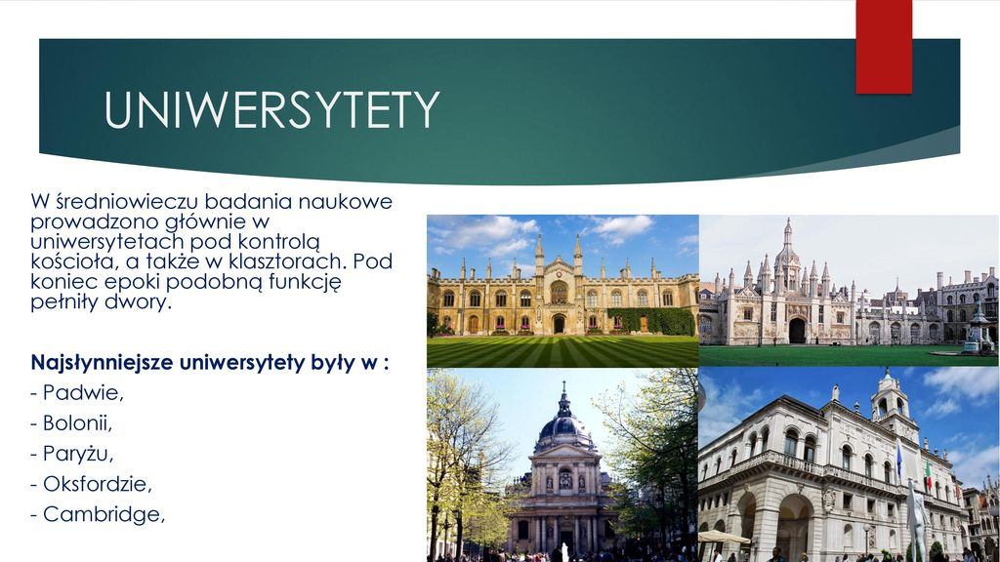 UNIWERSYTETY
W średniowieczu badania naukowe
prowadzono głównie w
uniwersytetach pod kontrolą
kościoła, a także w klasztorach. Pod
koniec epoki podobną funkcję
pełniły dwory.
Najsłynniejsze uniwersytety były w :
- Padwie,
- Bolonii,
- Paryżu,
- Oksfordzie,
- Cambridge,